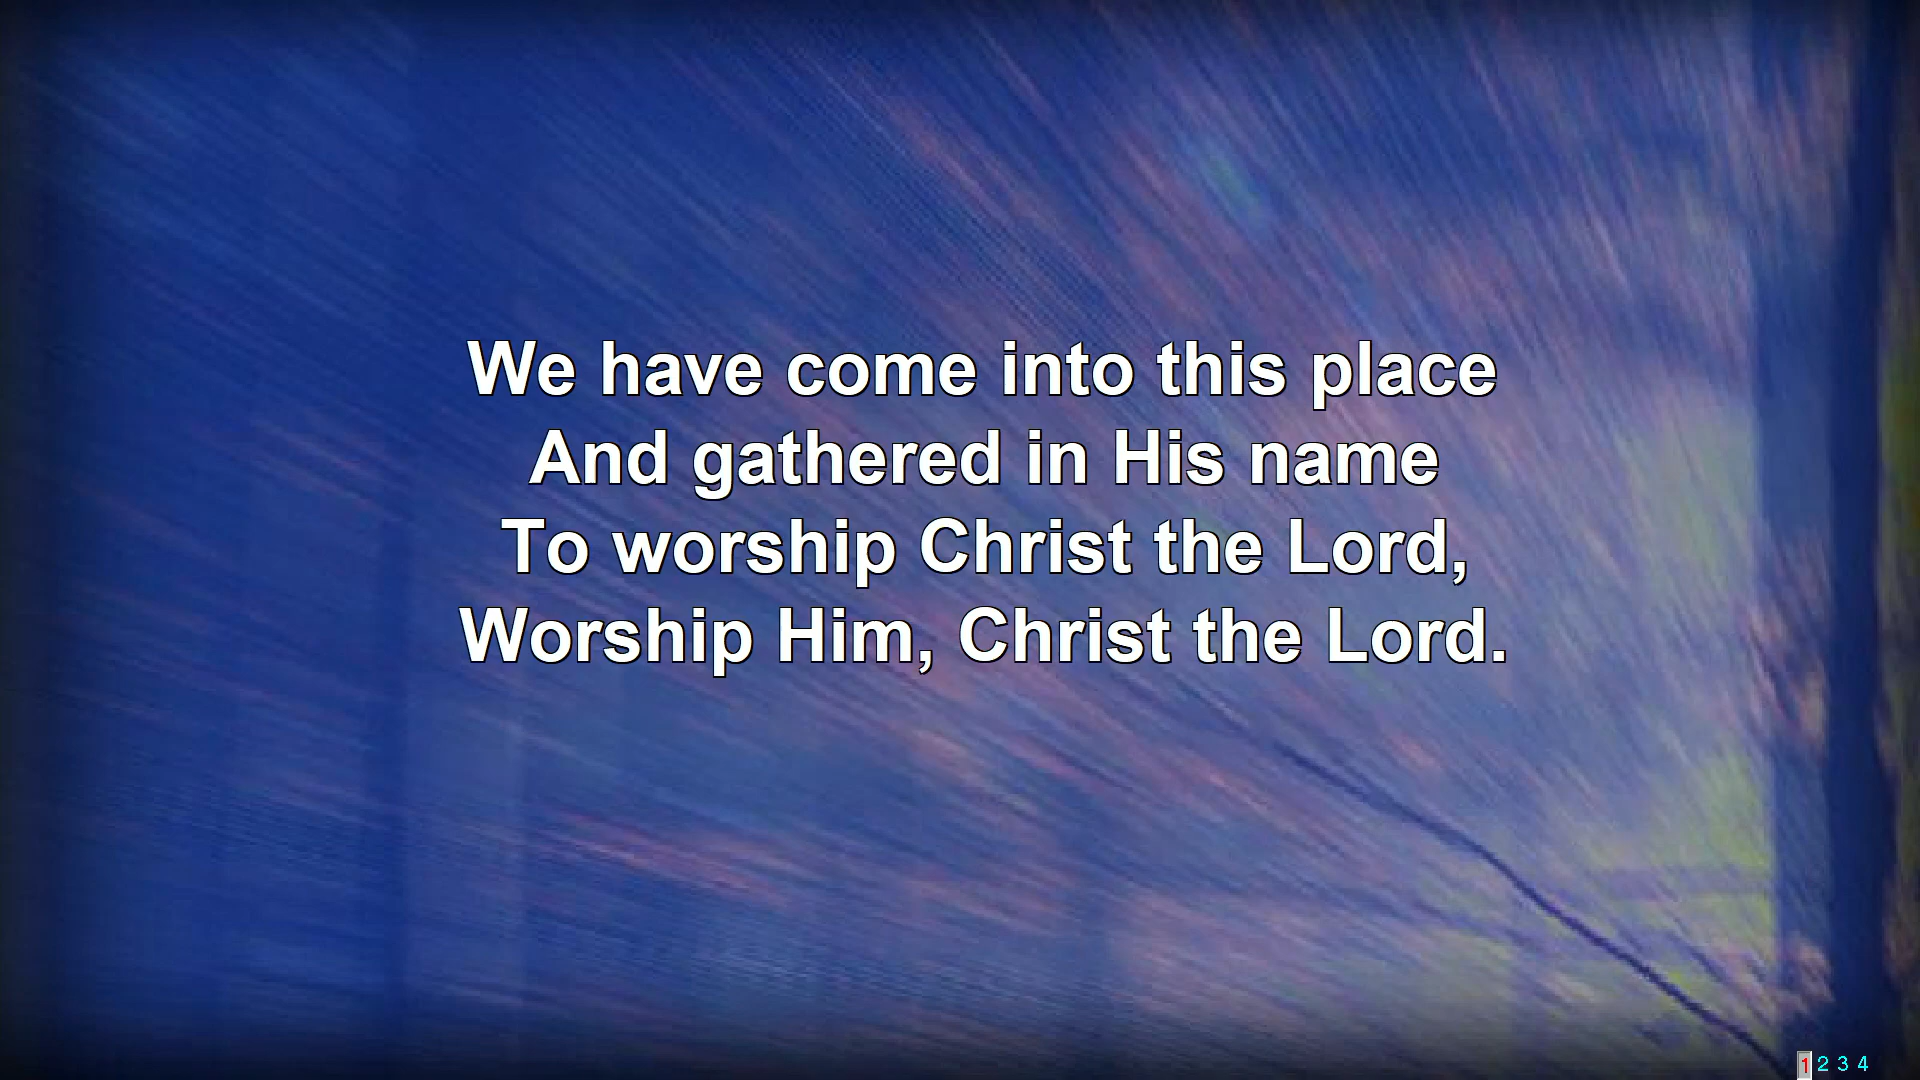 We have come into this place
And gathered in His name
To worship Christ the Lord,
Worship Him, Christ the Lord.
1 2 3 4